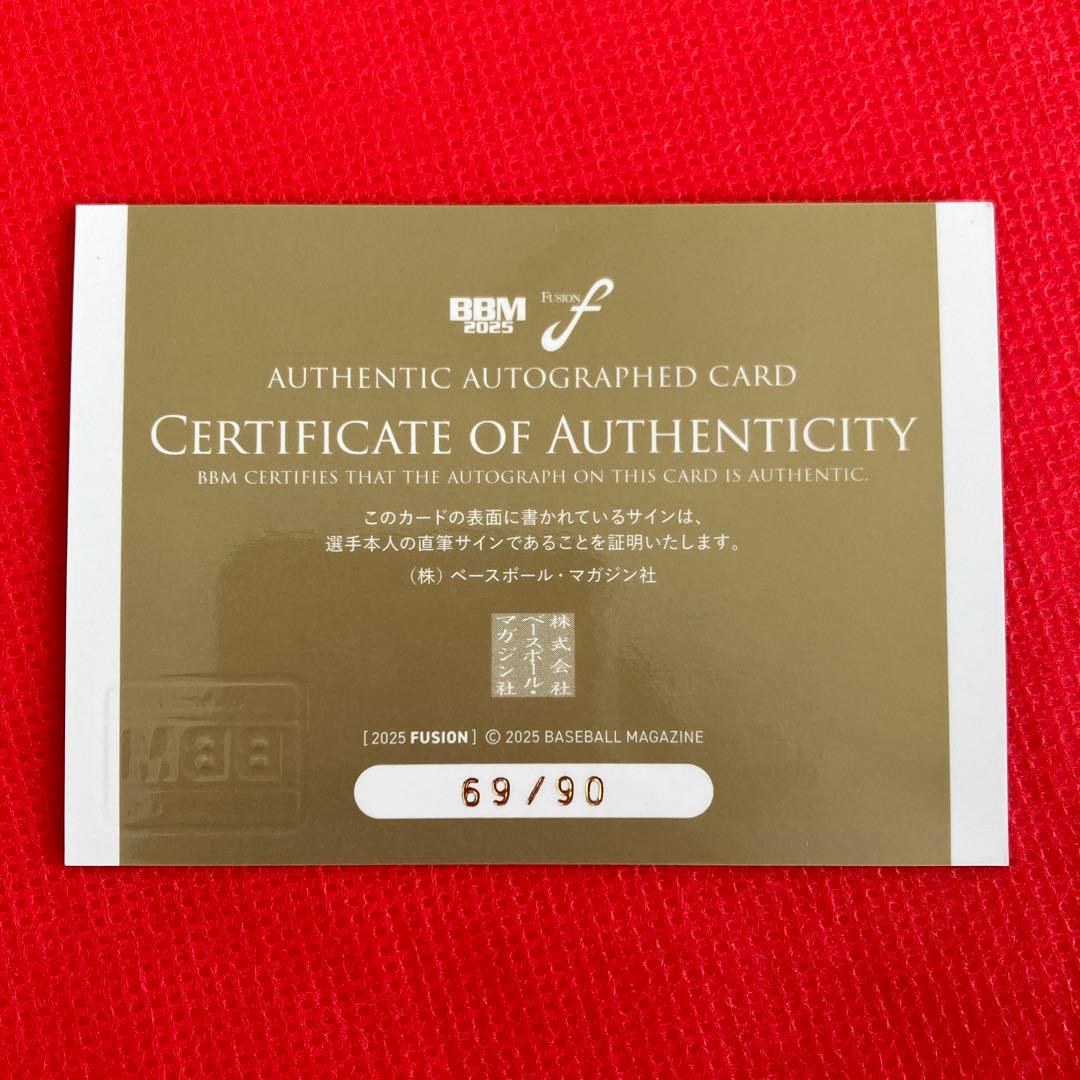 BBM
2025
FUSION f
AUTHENTIC AUTOGRAPHED CARD
CERTIFICATE OF AUTHENTICITY
BBM CERTIFIES THAT THE AUTOGRAPH ON THIS CARD IS AUTHENTIC.
このカードの表面に書かれているサインは、
選手本人の直筆サインであることを証明いたします。
（株）ベースボール・マガジン社
株式会社
ベースボール・
マガジン社
[2025 FUSION] © 2025 BASEBALL MAGAZINE
BBM
69/90